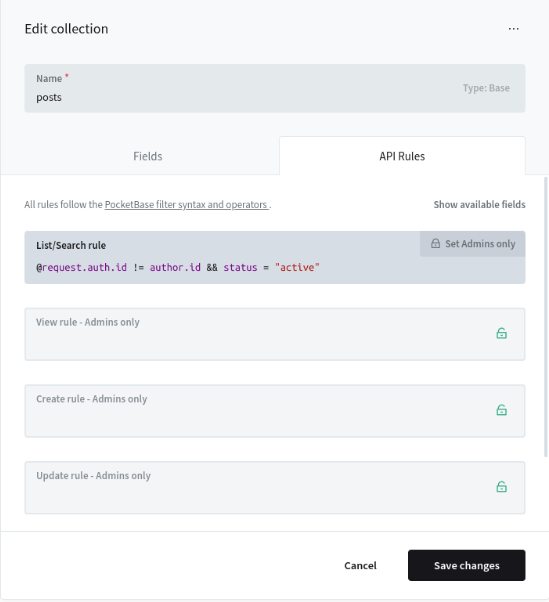 Edit collection
Name *
posts
Type: Base
Fields
API Rules
All rules follow the PocketBase filter syntax and operators .
Show available fields
List/Search rule
Set Admins only
@request.auth.id != author.id && status = "active"
View rule - Admins only
Create rule - Admins only
Update rule - Admins only
Cancel
Save changes